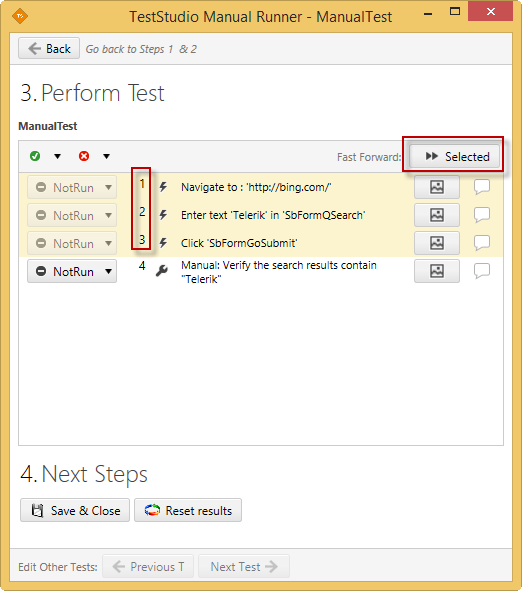 TestStudio Manual Runner - ManualTest
Back Go back to Steps 1 & 2
3. Perform Test
ManualTest
Fast Forward: Selected
NotRun 1 Navigate to : 'http://bing.com/'
NotRun 2 Enter text 'Telerik' in 'SbFormQSearch'
NotRun 3 Click 'SbFormGoSubmit'
NotRun 4 Manual: Verify the search results contain
"Telerik"
4. Next Steps
Save & Close Reset results
Edit Other Tests: Previous T Next Test